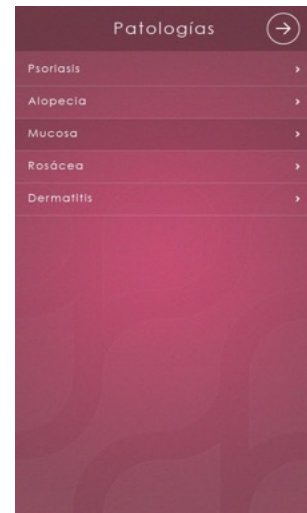 Patologías
Psoriasis
Alopecia
Mucosa
Rosácea
Dermatitis